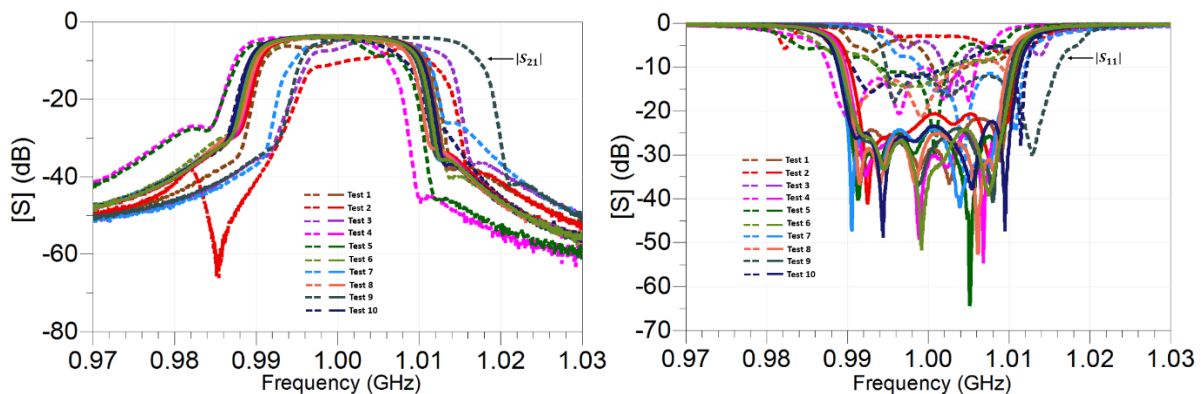 [S] (dB)
0
-20
-40
-60
-80
|S₂₁|
Test 1
Test 2
Test 3
Test 4
Test 5
Test 6
Test 7
Test 8
Test 9
Test 10
0.97 0.98 0.99 1.00 1.01 1.02 1.03
Frequency (GHz)
[S] (dB)
0
-10
-20
-30
-40
-50
-60
-70
|S₁₁|
Test 1
Test 2
Test 3
Test 4
Test 5
Test 6
Test 7
Test 8
Test 9
Test 10
0.97 0.98 0.99 1.00 1.01 1.02 1.03
Frequency (GHz)